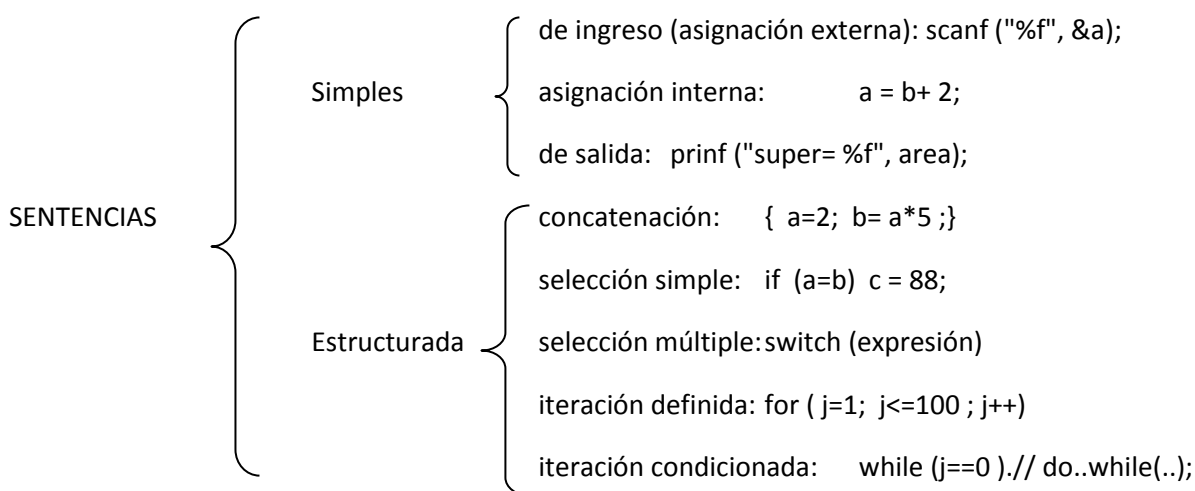 de ingreso (asignación externa): scanf ("%f", &a);
Simples asignación interna: a = b+ 2;
de salida: prinf ("super= %f", area);
SENTENCIAS concatenación: { a=2; b= a*5 ;}
selección simple: if (a=b) c = 88;
Estructurada selección múltiple: switch (expresión)
iteración definida: for ( j=1; j<=100 ; j++)
iteración condicionada: while (j==0 ).// do..while(..);